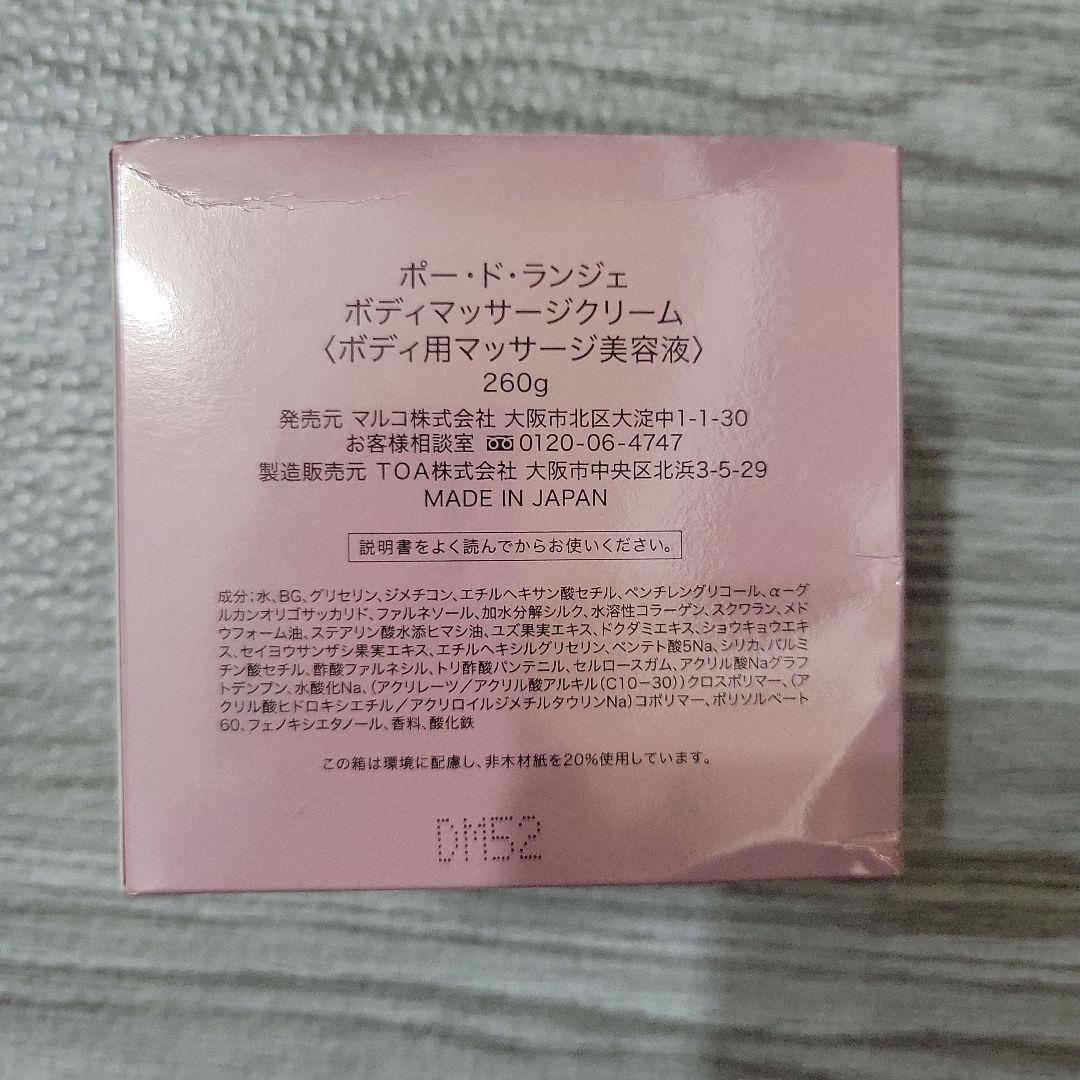 ポー・ド・ランジェ
ボディマッサージクリーム
〈ボディ用マッサージ美容液〉
260g
発売元 マルコ株式会社 大阪市北区大淀中1-1-30
お客様相談室 0120-06-4747
製造販売元 TOA株式会社 大阪市中央区北浜3-5-29
MADE IN JAPAN
説明書をよく読んでからお使いください。
成分;水、BG、グリセリン、ジメチコン、エチルヘキサン酸セチル、ペンチレングリコール、α-グ
ルカンオリゴサッカリド、ファルネソール、加水分解シルク、水溶性コラーゲン、スクワラン、メド
ウフォーム油、ステアリン酸水添ヒマシ油、ユズ果実エキス、ドクダミエキス、ショウキョウエキ
ス、セイヨウサンザシ果実エキス、エチルヘキシルグリセリン、ペンテト酸5Na、シリカ、パルミ
チン酸セチル、酢酸ファルネシル、トリ酢酸パンテニル、セルロースガム、アクリル酸Naグラフ
トデンプン、水酸化Na、(アクリレーツ/アクリル酸アルキル(C10-30))クロスポリマー、(ア
クリル酸ヒドロキシエチル/アクリロイルジメチルタウリンNa)コポリマー、ポリソルベート
60、フェノキシエタノール、香料、酸化鉄
この箱は環境に配慮し、非木材紙を20%使用しています。
DM52